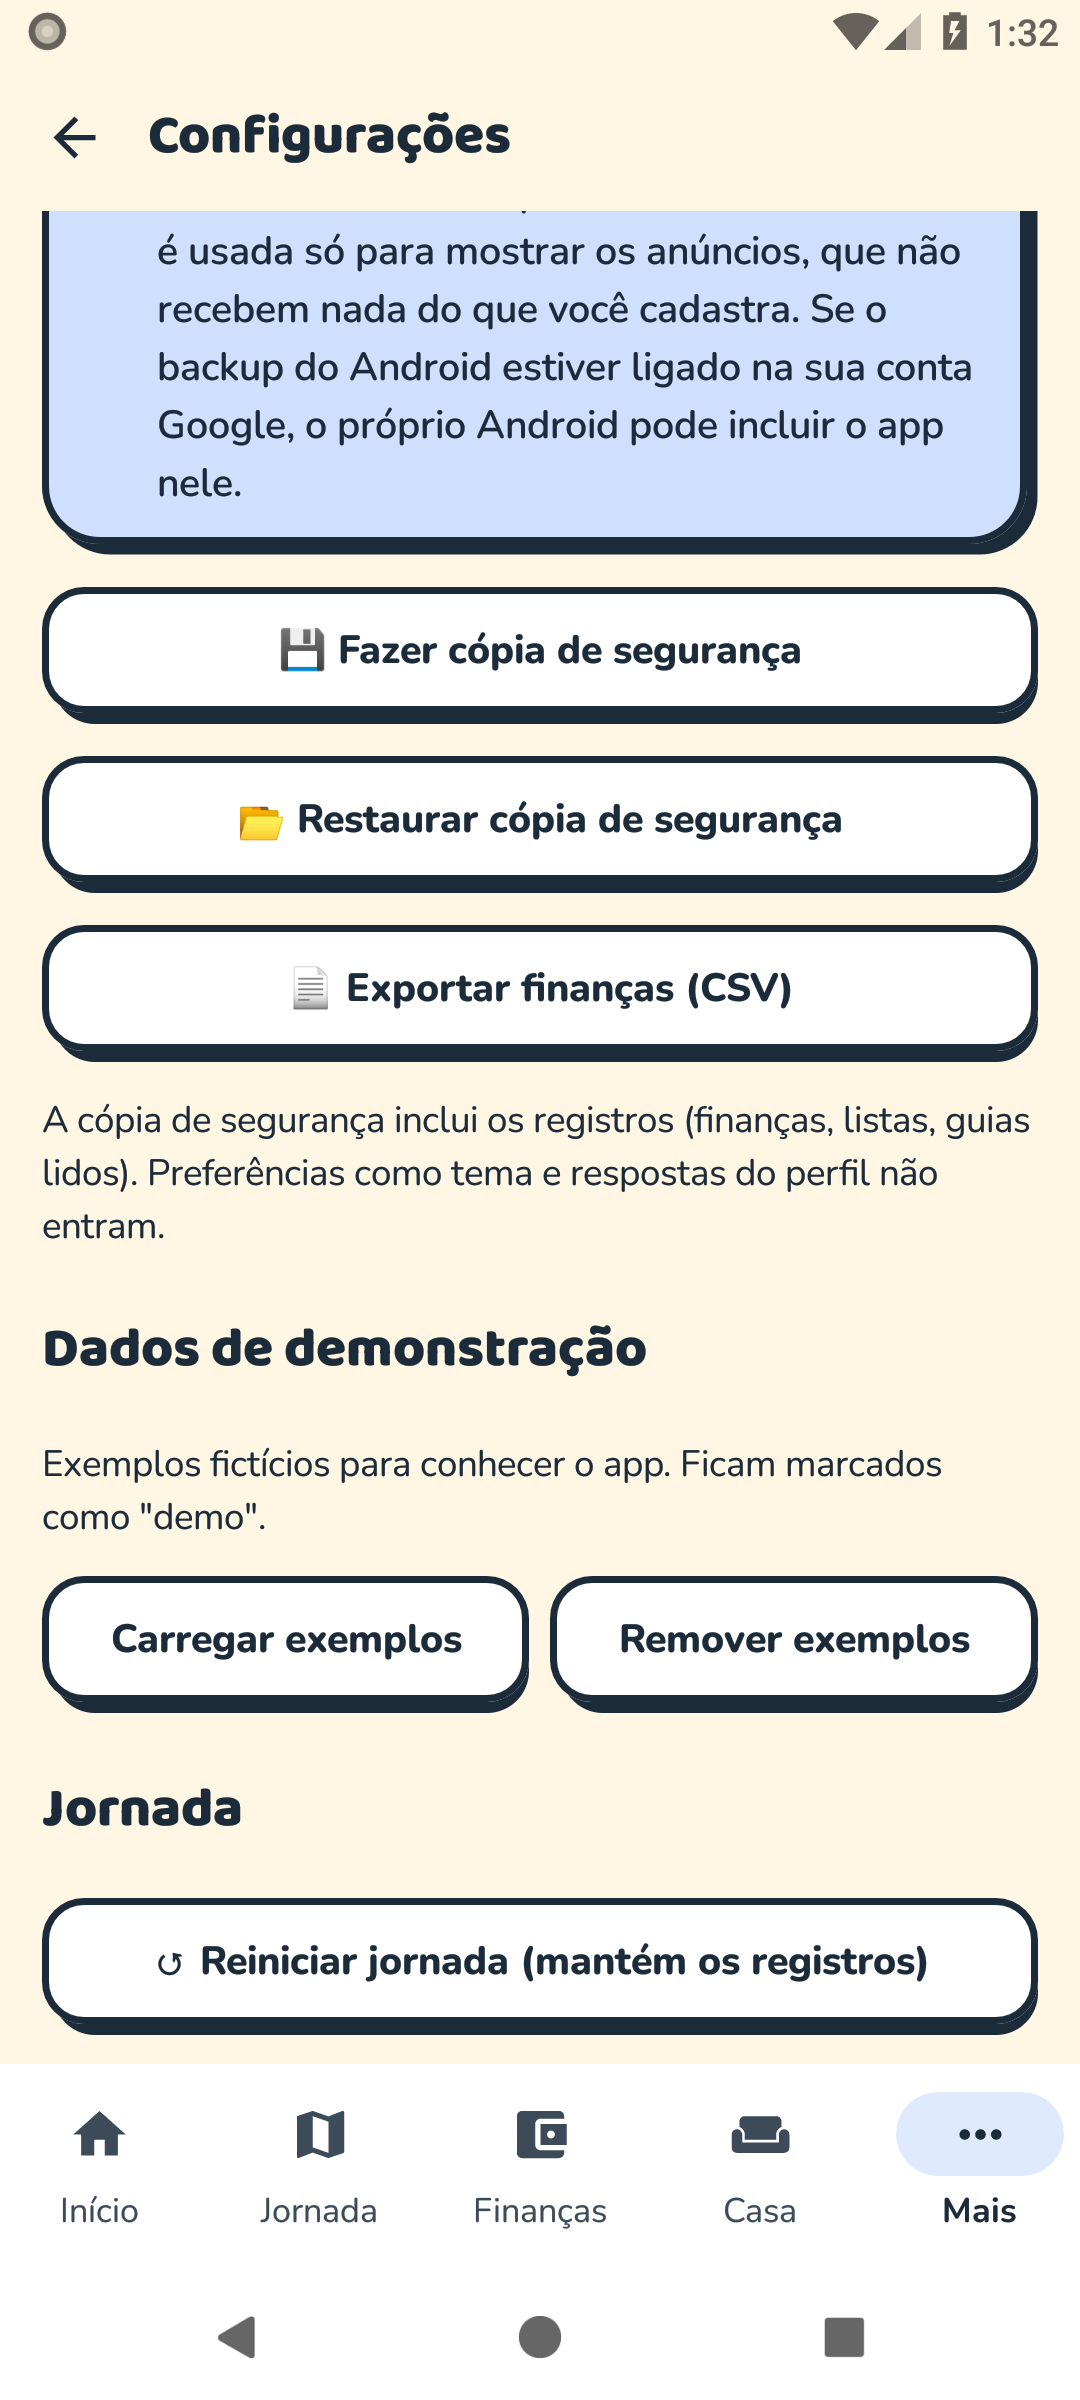 1:32
Configurações
é usada só para mostrar os anúncios, que não
recebem nada do que você cadastra. Se o
backup do Android estiver ligado na sua conta
Google, o próprio Android pode incluir o app
nele.
💾 Fazer cópia de segurança
📂 Restaurar cópia de segurança
📄 Exportar finanças (CSV)
A cópia de segurança inclui os registros (finanças, listas, guias
lidos). Preferências como tema e respostas do perfil não
entram.
Dados de demonstração
Exemplos fictícios para conhecer o app. Ficam marcados
como "demo".
Carregar exemplos
Remover exemplos
Jornada
↺ Reiniciar jornada (mantém os registros)
Início
Jornada
Finanças
Casa
Mais